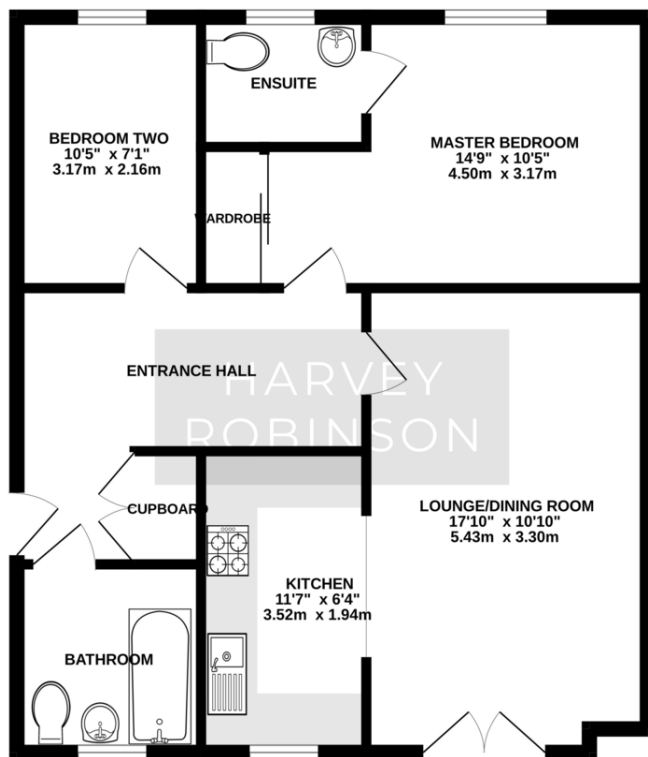 ENSUITE
BEDROOM TWO
10'5" x 7'1"
3.17m x 2.16m
MASTER BEDROOM
14'9" x 10'5"
4.50m x 3.17m
WARDROBE
ENTRANCE HALL
HARVEY
ROBINSON
CUPBOARD
LOUNGE/DINING ROOM
17'10" x 10'10"
5.43m x 3.30m
KITCHEN
11'7" x 6'4"
3.52m x 1.94m
BATHROOM